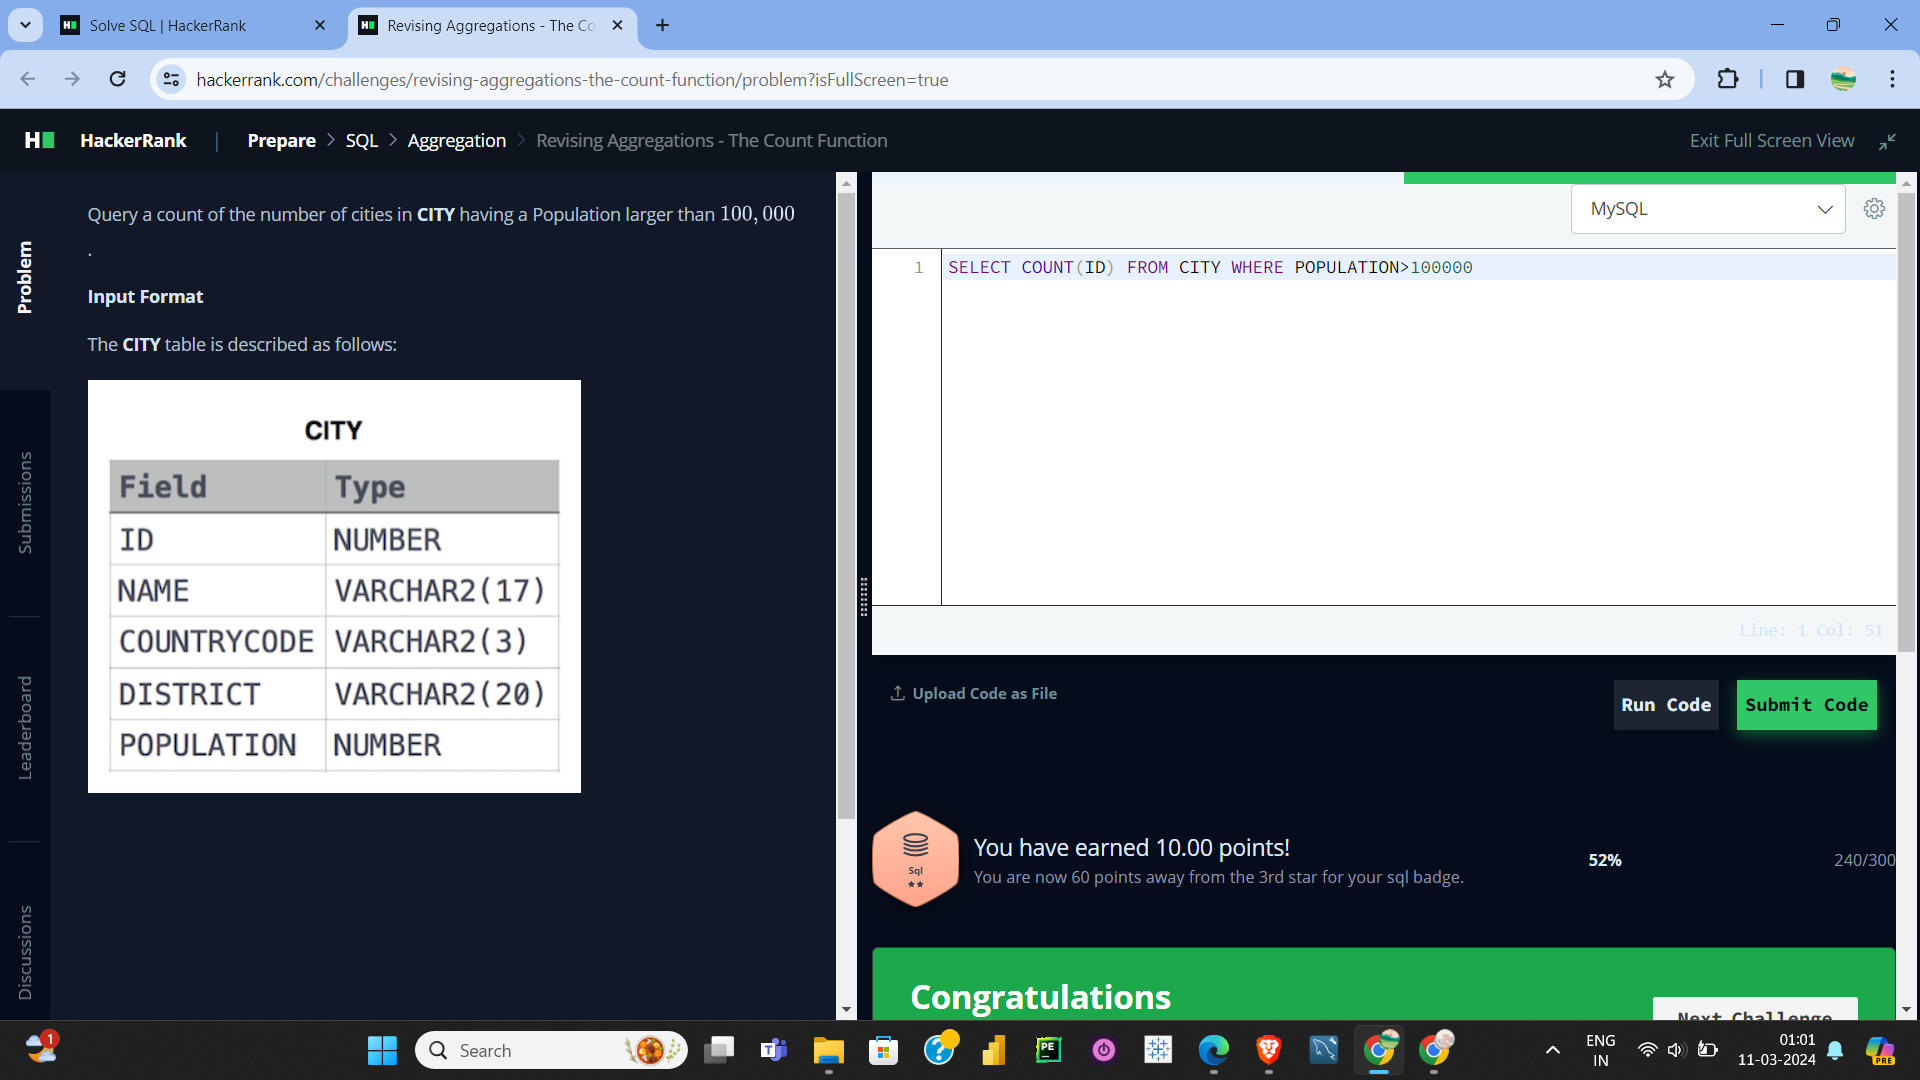 Solve SQL | HackerRank
Revising Aggregations - The Co
hackerrank.com/challenges/revising-aggregations-the-count-function/problem?isFullScreen=true
HackerRank | Prepare > SQL > Aggregation > Revising Aggregations - The Count Function
Exit Full Screen View
Problem
Submissions
Leaderboard
Discussions
Query a count of the number of cities in CITY having a Population larger than 100,000
.
Input Format
The CITY table is described as follows:
CITY
Field Type
ID NUMBER
NAME VARCHAR2(17)
COUNTRYCODE VARCHAR2(3)
DISTRICT VARCHAR2(20)
POPULATION NUMBER
MySQL
1 SELECT COUNT(ID) FROM CITY WHERE POPULATION>100000
Line: 1 Col: 51
Upload Code as File
Run Code
Submit Code
Sql
You have earned 10.00 points!
You are now 60 points away from the 3rd star for your sql badge.
52%
240/300
Congratulations
Next Challenge
1
Search
PE
ENG
IN
01:01
11-03-2024
PRE